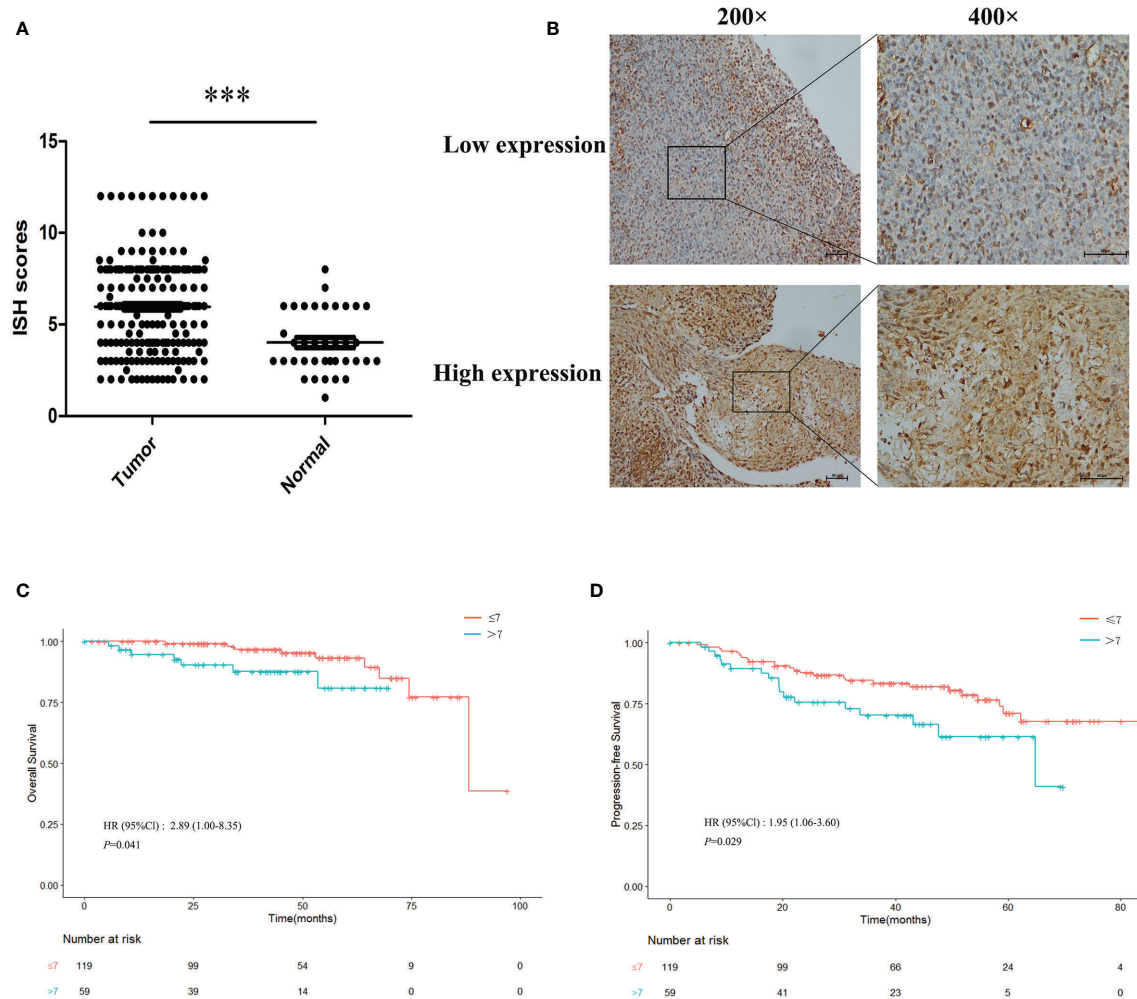 A
***
ISH scores
15
10
5
0
Tumor
Normal
B
200×
400×
Low expression
High expression
C
≤7
>7
Overall Survival
1.00
0.75
0.50
0.25
0.00
HR (95%CI) : 2.89 (1.00-8.35)
P=0.041
0 25 50 75 100
Time(months)
Number at risk
≤7 119 99 54 9 0
>7 59 39 14 0 0
D
≤7
>7
Progression-free Survival
1.00
0.75
0.50
0.25
0.00
HR (95%CI) : 1.95 (1.06-3.60)
P=0.029
0 20 40 60 80
Time(months)
Number at risk
≤7 119 99 66 24 4
>7 59 41 23 5 0